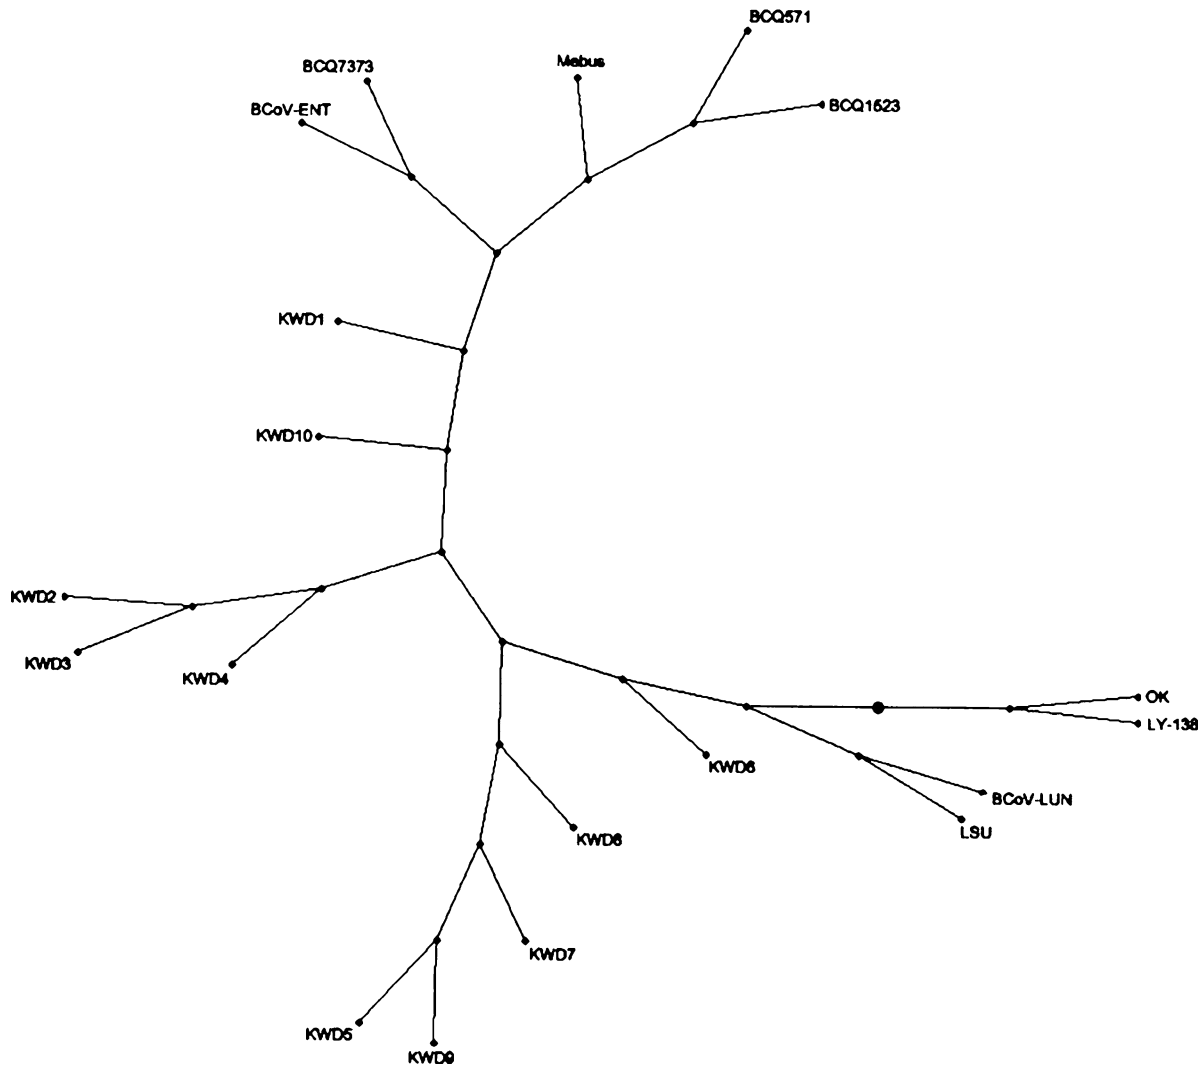 BCQ571
Mebus
BCQ7373
BCQ1523
BCoV-ENT
KWD1
KWD10
KWD2
KWD3
KWD4
OK
LY-138
KWD6
BCoV-LUN
LSU
KWD8
KWD7
KWD5
KWD9